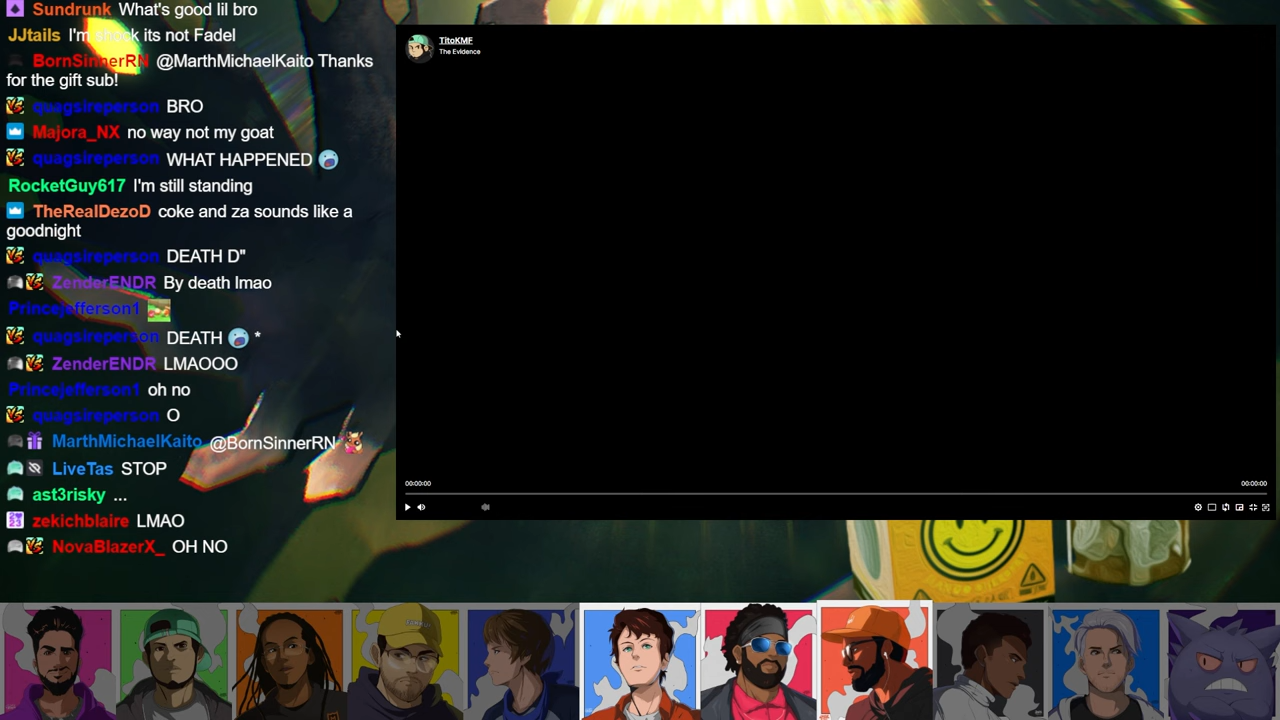 Sundrunk What's good lil bro
JJtails I'm shock its not Fadel
BornSinnerRN @MarthMichaelKaito Thanks
for the gift sub!
quagsireperson BRO
Majora_NX no way not my goat
quagsireperson WHAT HAPPENED
RocketGuy617 I'm still standing
TheRealDezoD coke and za sounds like a
goodnight
quagsireperson DEATH D"
ZenderENDR By death lmao
Princejefferson1
quagsireperson DEATH *
ZenderENDR LMAOOO
Princejefferson1 oh no
quagsireperson O
MarthMichaelKaito @BornSinnerRN
LiveTas STOP
ast3risky ...
zekichblaire LMAO
NovaBlazerX_ OH NO
TitoKMF
The Evidence
00:00:00
00:00:00